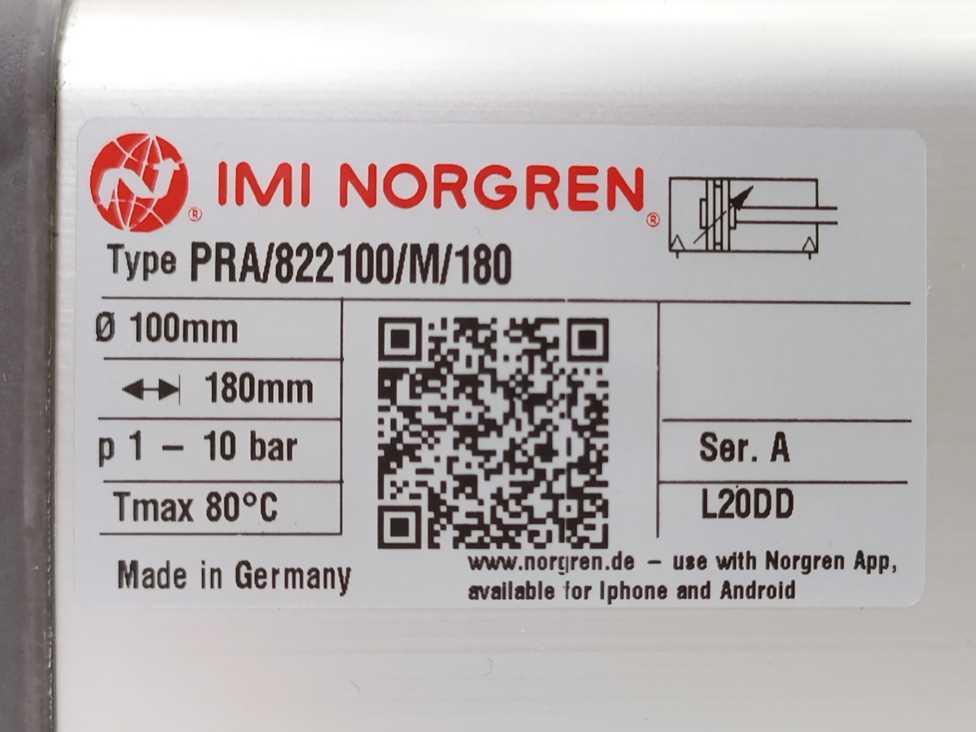 IMI NORGREN
Type PRA/822100/M/180
Ø 100mm
180mm
p 1 – 10 bar
Tmax 80°C
Ser. A
L20DD
Made in Germany
www.norgren.de – use with Norgren App,
available for Iphone and Android